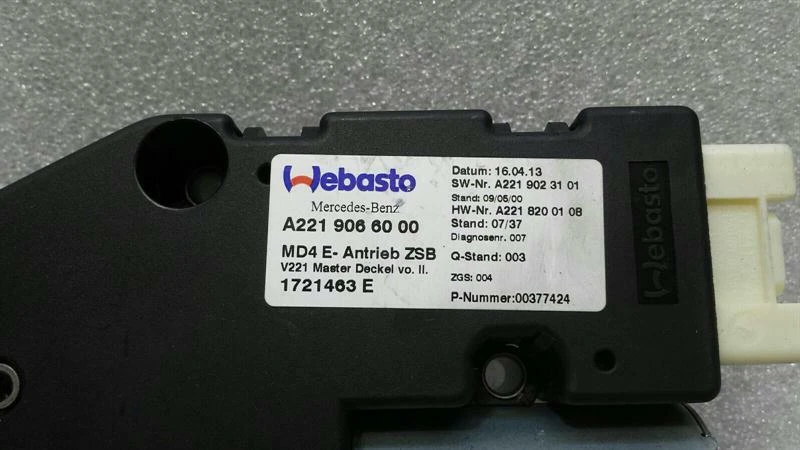 Webasto
Mercedes-Benz
A221 906 60 00
MD4 E- Antrieb ZSB
V221 Master Deckel vo. II.
1721463 E
Datum: 16.04.13
SW-Nr. A221 902 31 01
Stand: 09/05/00
HW-Nr. A221 820 01 08
Stand: 07/37
Diagnosenr. 007
Q-Stand: 003
ZGS: 004
P-Nummer:00377424
Webasto